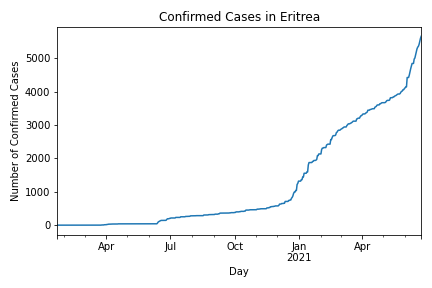 Confirmed Cases in Eritrea
Number of Confirmed Cases
5000
4000
3000
2000
1000
0
Apr
Jul
Oct
Jan
2021
Apr
Day